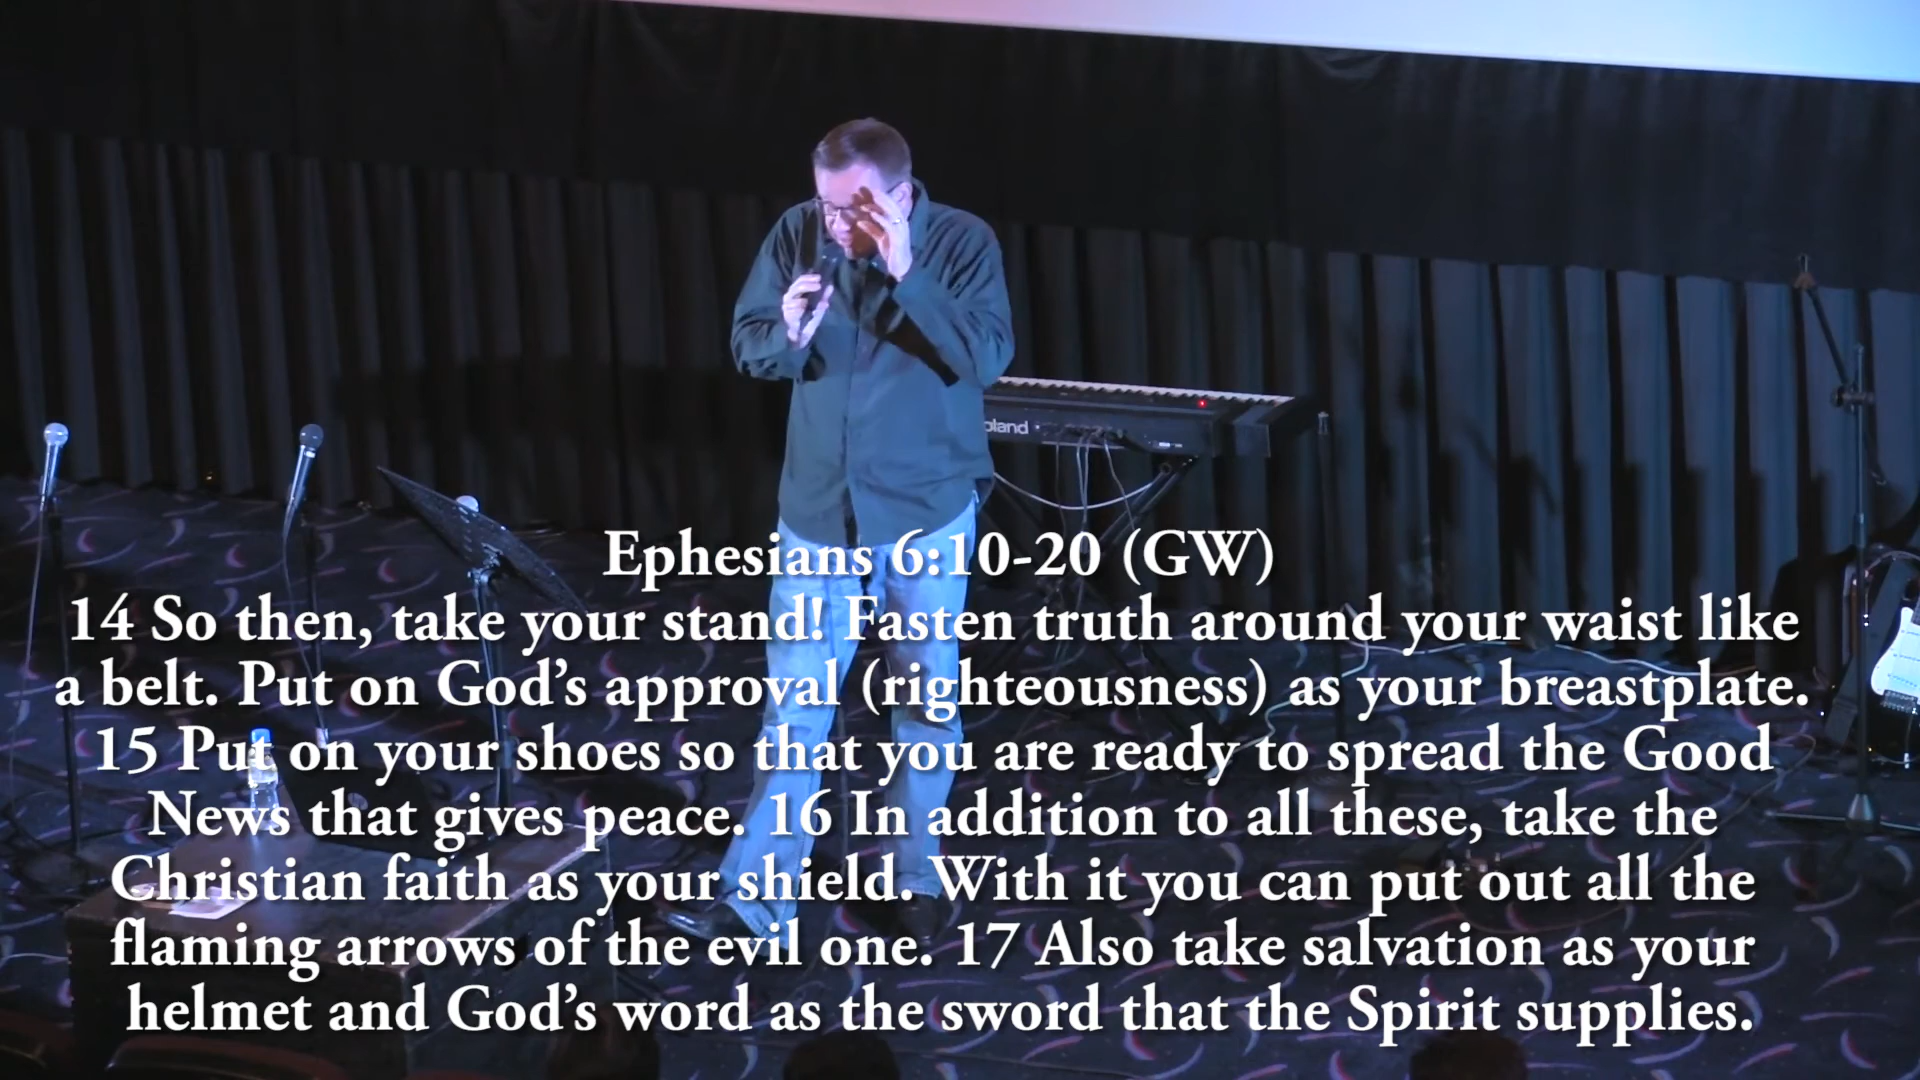 Ephesians 6:10-20 (GW)
14 So then, take your stand! Fasten truth around your waist like
a belt. Put on God’s approval (righteousness) as your breastplate.
15 Put on your shoes so that you are ready to spread the Good
News that gives peace. 16 In addition to all these, take the
Christian faith as your shield. With it you can put out all the
flaming arrows of the evil one. 17 Also take salvation as your
helmet and God’s word as the sword that the Spirit supplies.
oland